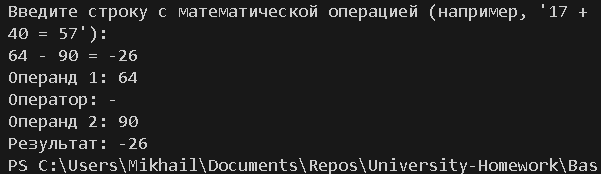 Введите строку с математической операцией (например, '17 +
40 = 57'):
64 - 90 = -26
Операнд 1: 64
Оператор: -
Операнд 2: 90
Результат: -26
PS C:\Users\Mikhail\Documents\Repos\University-Homework\Bas